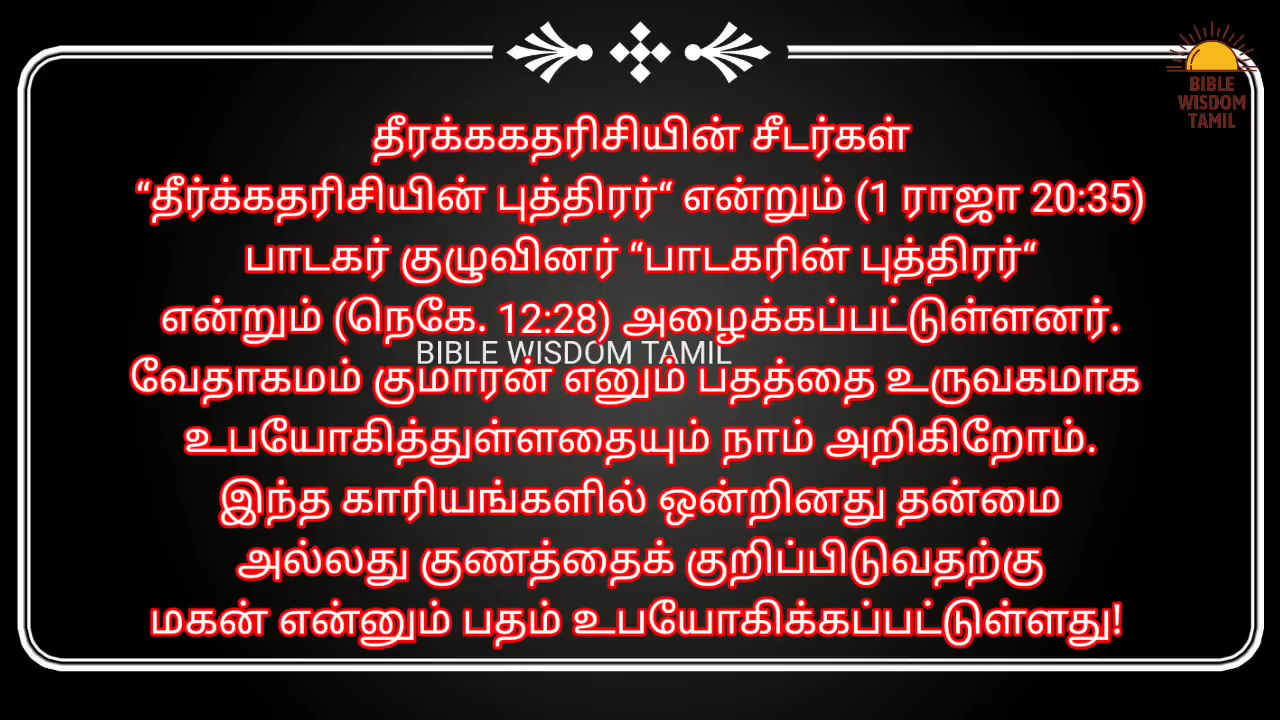 BIBLE
WISDOM
TAMIL
தீரக்ககதரிசியின் சீடர்கள்
“தீர்க்கதரிசியின் புத்திரர்“ என்றும் (1 ராஜா 20:35)
பாடகர் குழுவினர் “பாடகரின் புத்திரர்“
என்றும் (நெகே. 12:28) அழைக்கப்பட்டுள்ளனர்.
BIBLE WISDOM TAMIL
வேதாகமம் குமாரன் எனும் பதத்தை உருவகமாக
உபயோகித்துள்ளதையும் நாம் அறிகிறோம்.
இந்த காரியங்களில் ஒன்றினது தன்மை
அல்லது குணத்தைக் குறிப்பிடுவதற்கு
மகன் என்னும் பதம் உபயோகிக்கப்பட்டுள்ளது!